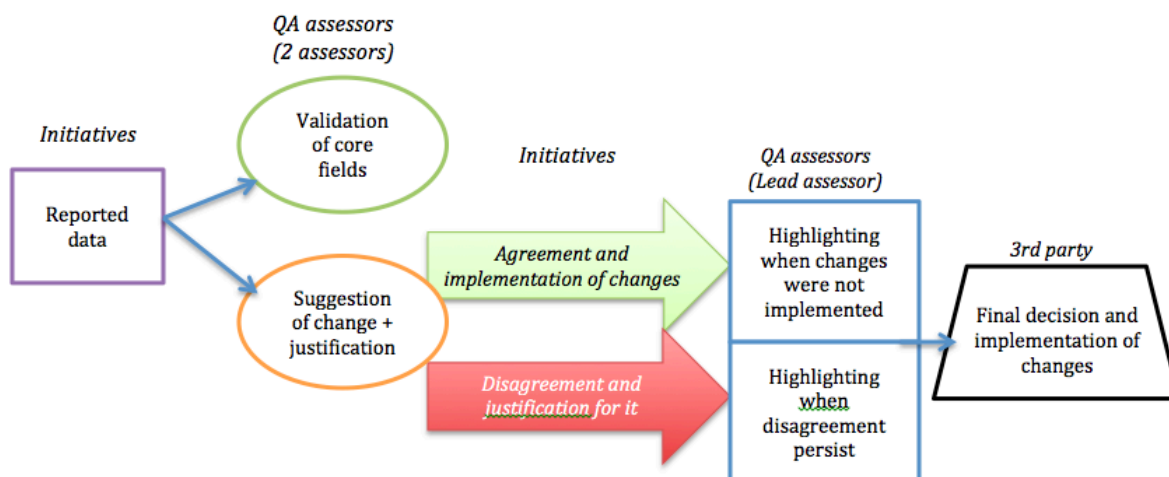 QA assessors
(2 assessors)
Initiatives
Reported
data
Validation
of core
fields
Suggestion
of change +
justification
Initiatives
Agreement and
implementation of changes
Disagreement and
justification for it
QA assessors
(Lead assessor)
Highlighting
when changes
were not
implemented
Highlighting
when
disagreement
persist
3rd party
Final decision and
implementation of
changes